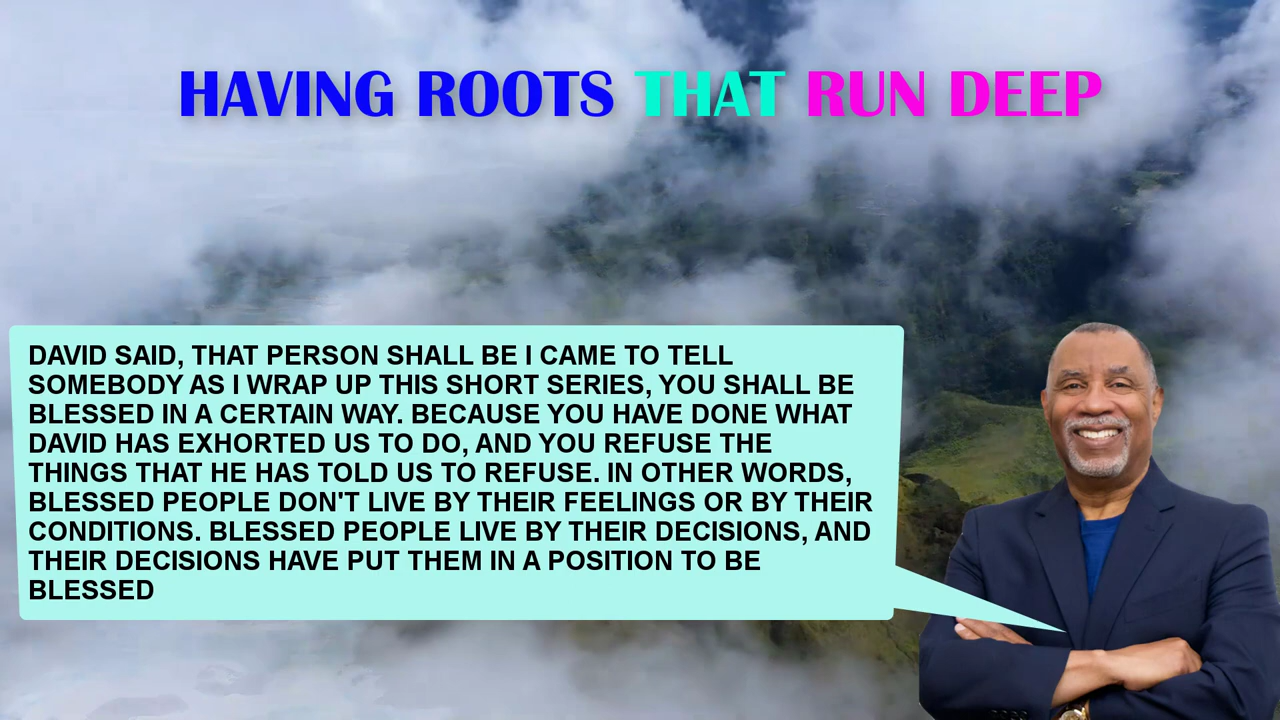 HAVING ROOTS THAT RUN DEEP
DAVID SAID, THAT PERSON SHALL BE I CAME TO TELL
SOMEBODY AS I WRAP UP THIS SHORT SERIES, YOU SHALL BE
BLESSED IN A CERTAIN WAY. BECAUSE YOU HAVE DONE WHAT
DAVID HAS EXHORTED US TO DO, AND YOU REFUSE THE
THINGS THAT HE HAS TOLD US TO REFUSE. IN OTHER WORDS,
BLESSED PEOPLE DON'T LIVE BY THEIR FEELINGS OR BY THEIR
CONDITIONS. BLESSED PEOPLE LIVE BY THEIR DECISIONS, AND
THEIR DECISIONS HAVE PUT THEM IN A POSITION TO BE
BLESSED